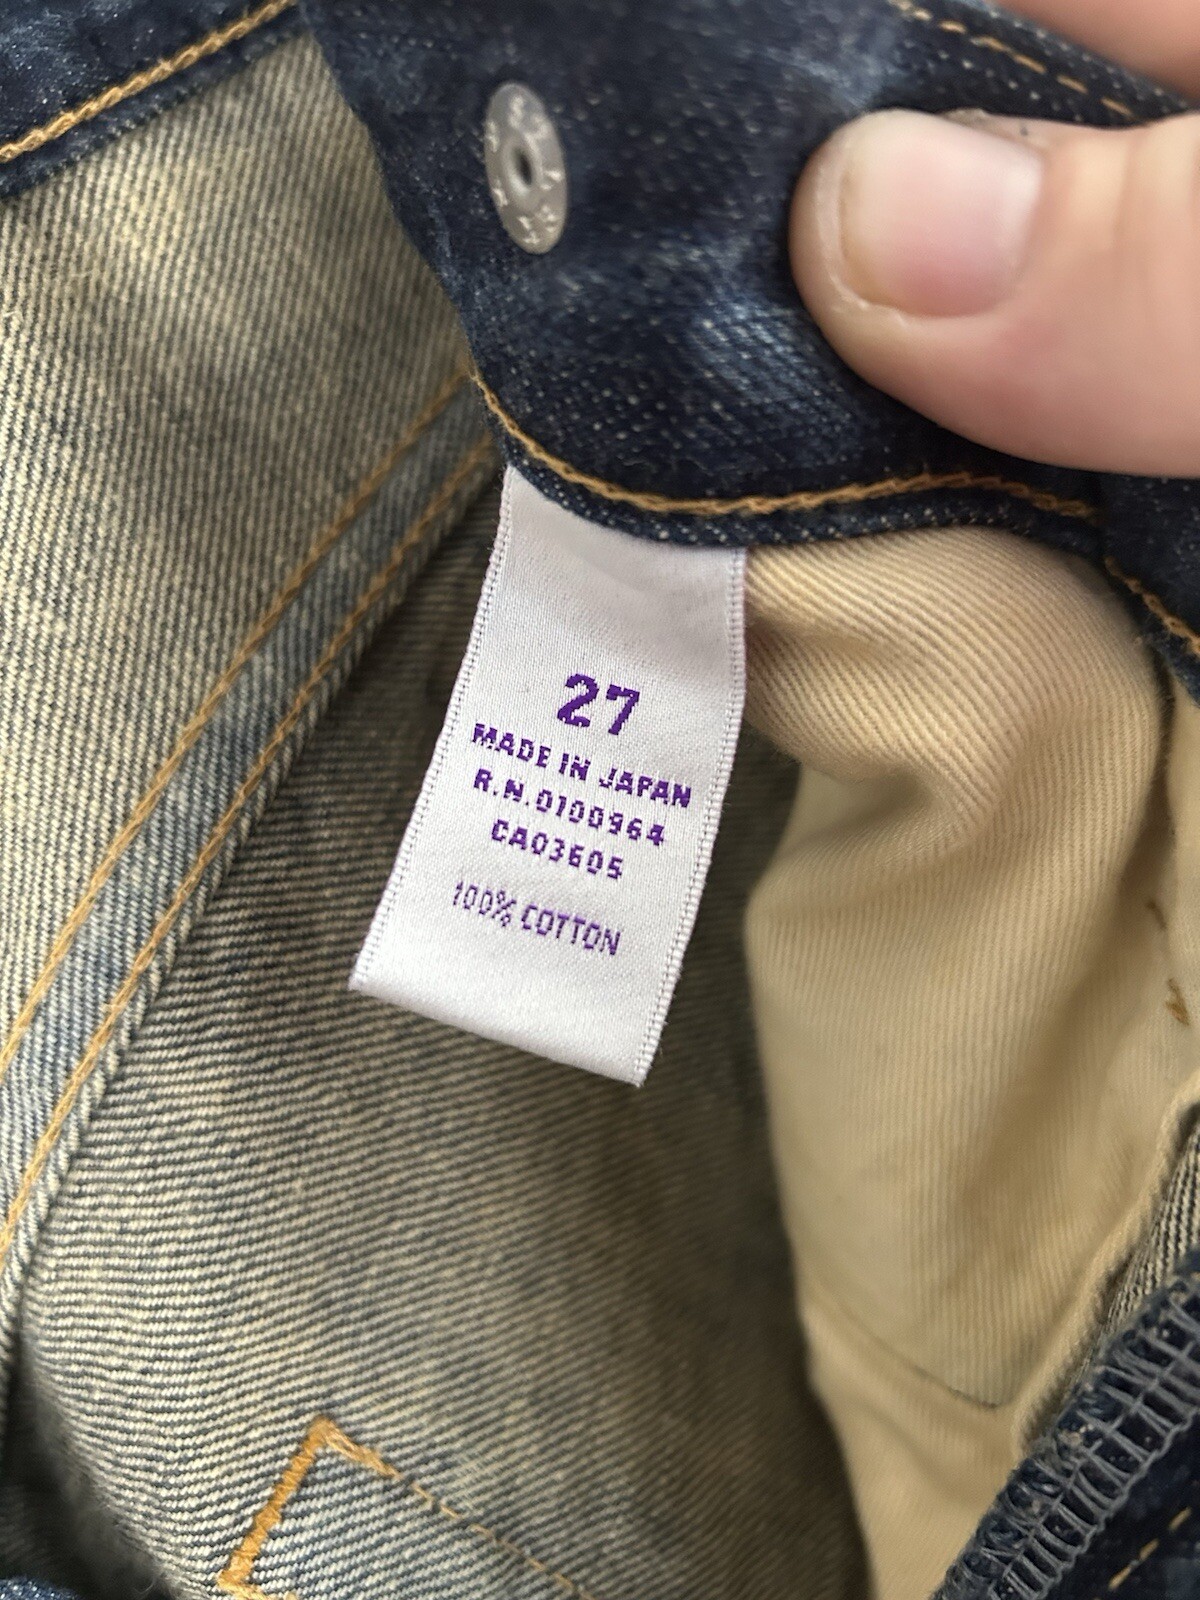 27
MADE IN JAPAN
R.N.0100964
CA03605
100% COTTON